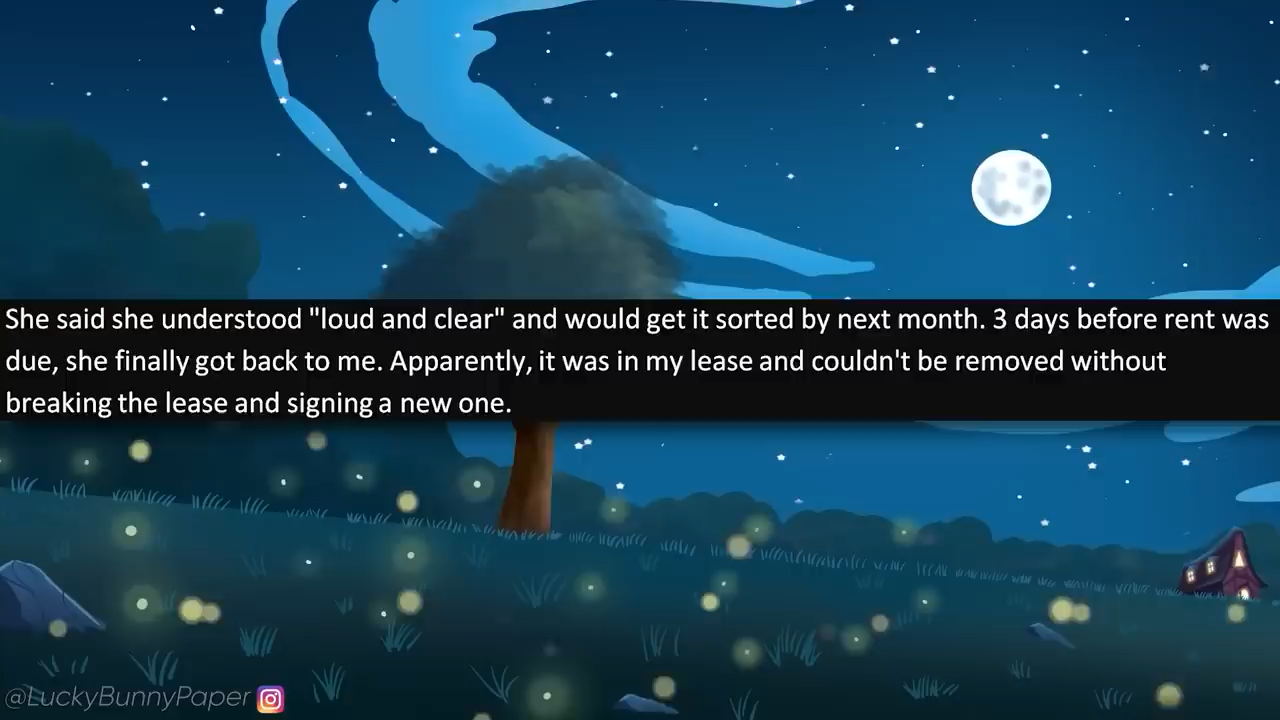 She said she understood "loud and clear" and would get it sorted by next month. 3 days before rent was
due, she finally got back to me. Apparently, it was in my lease and couldn't be removed without
breaking the lease and signing a new one.
@LuckyBunnyPaper